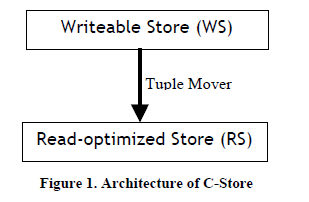 Writeable Store (WS)
Tuple Mover
Read-optimized Store (RS)
Figure 1. Architecture of C-Store